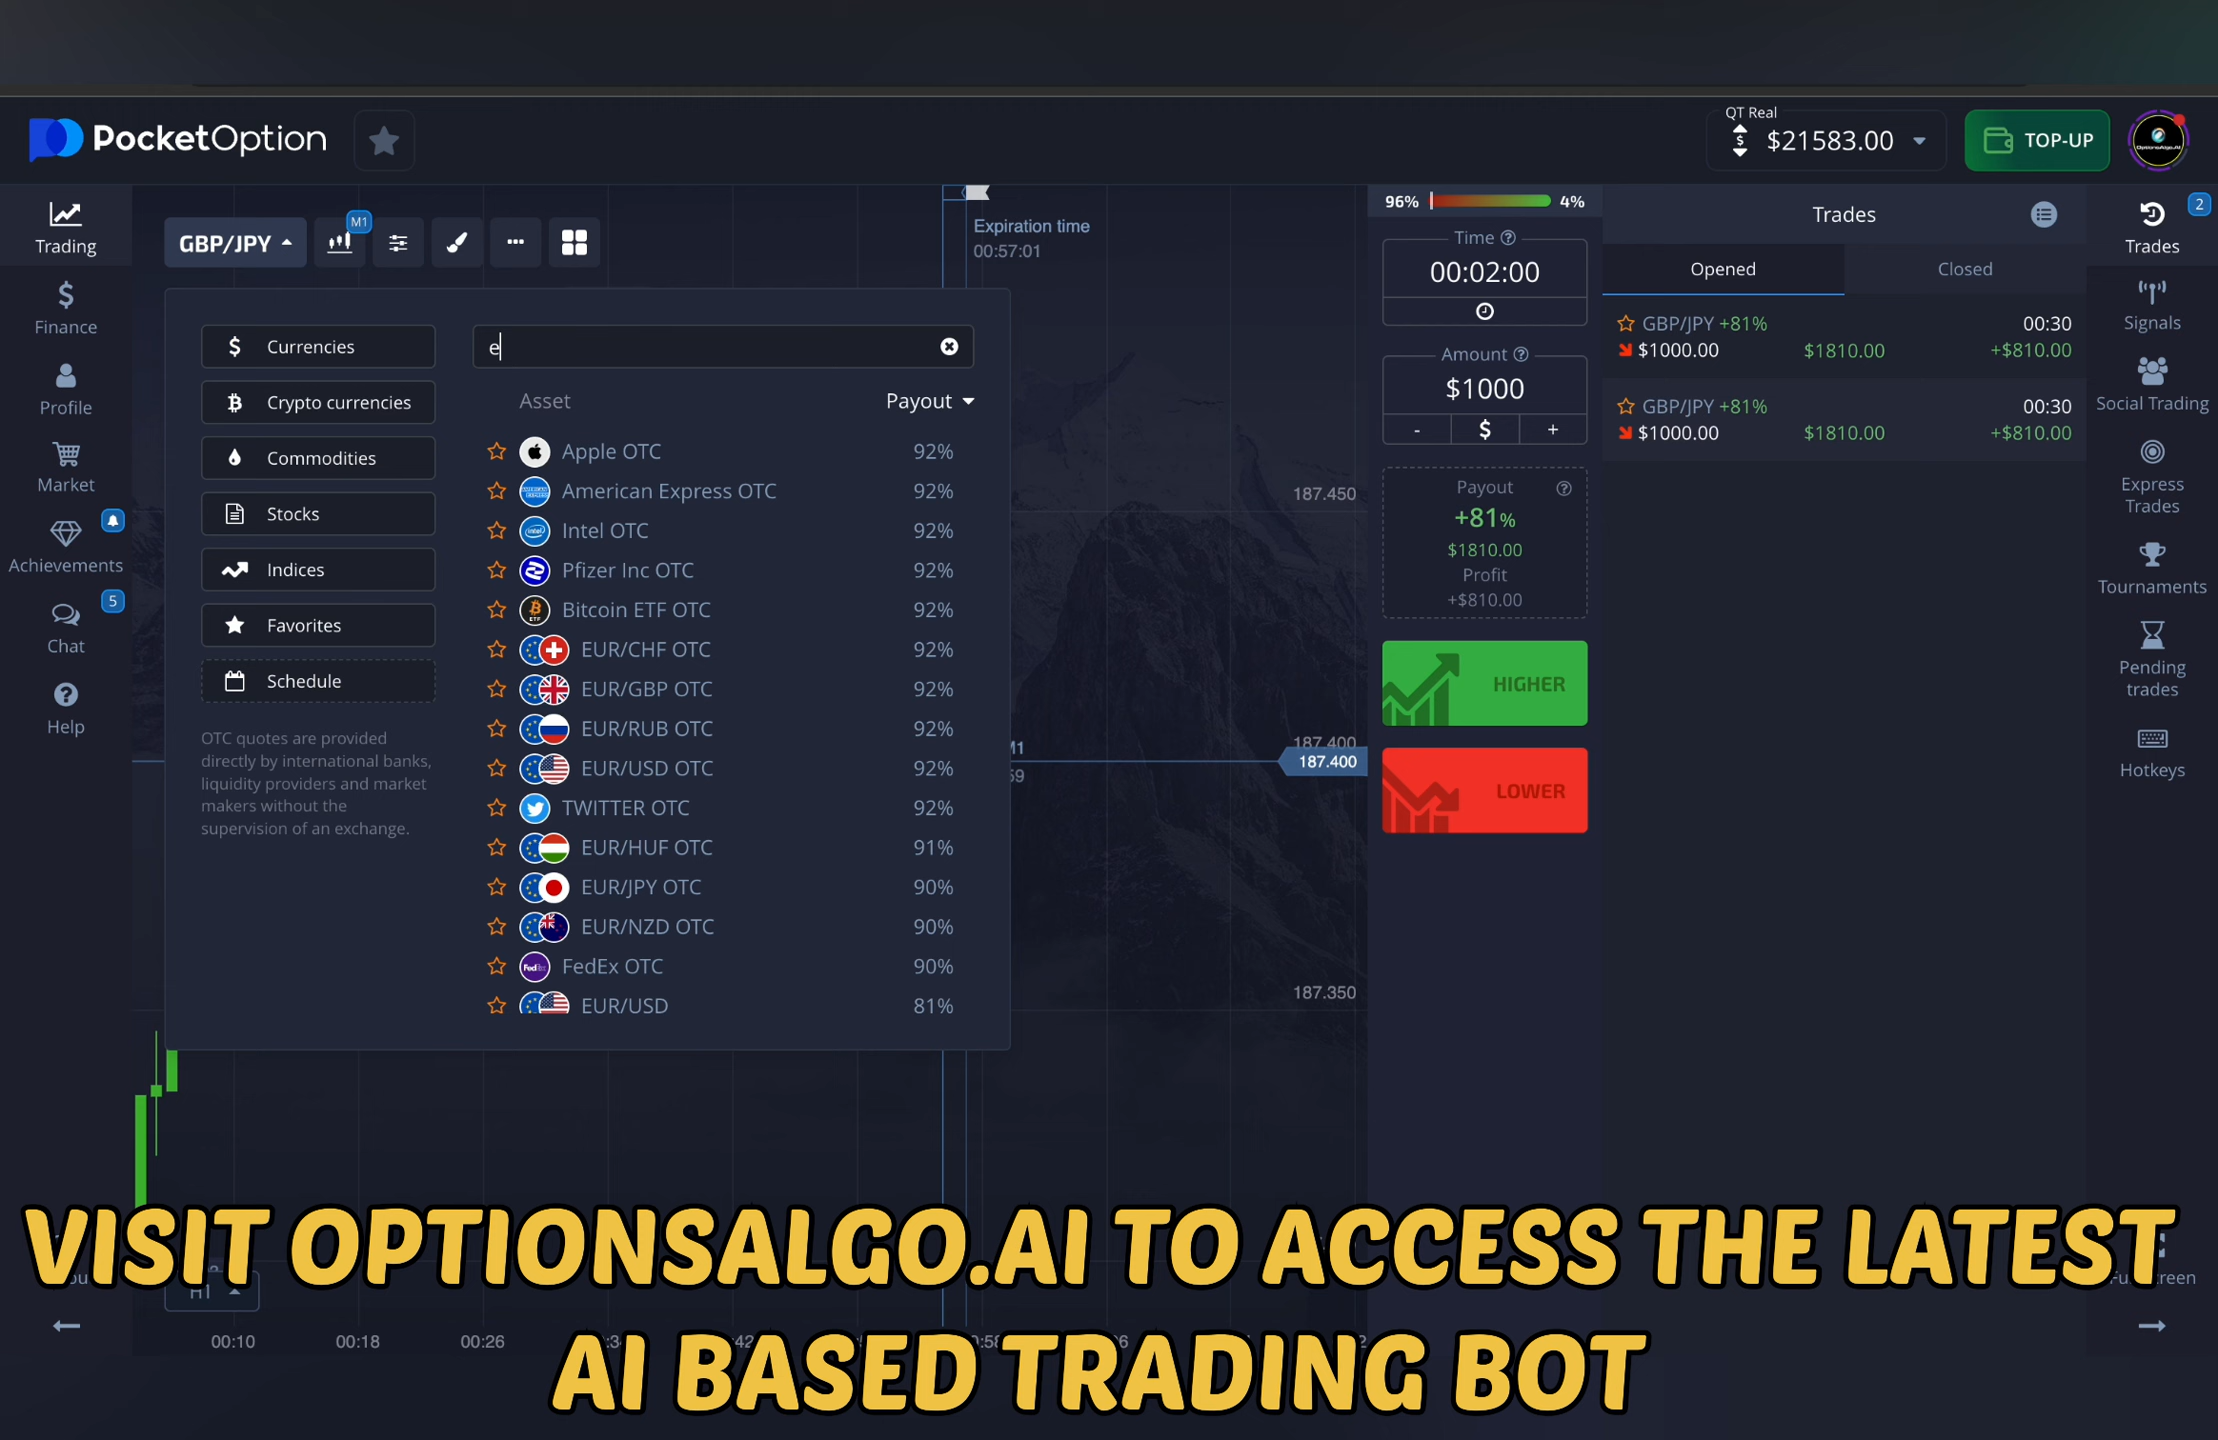 PocketOption
QT Real
$21583.00
TOP-UP
Trading
Finance
Profile
Market
Achievements
5
Chat
Help
GBP/JPY
M1
Expiration time
00:57:01
Currencies
Crypto currencies
Commodities
Stocks
Indices
Favorites
Schedule
OTC quotes are provided
directly by international banks,
liquidity providers and market
makers without the
supervision of an exchange.
e
Asset Payout
Apple OTC 92%
American Express OTC 92%
Intel OTC 92%
Pfizer Inc OTC 92%
Bitcoin ETF OTC 92%
EUR/CHF OTC 92%
EUR/GBP OTC 92%
EUR/RUB OTC 92%
EUR/USD OTC 92%
TWITTER OTC 92%
EUR/HUF OTC 91%
EUR/JPY OTC 90%
EUR/NZD OTC 90%
FedEx OTC 90%
EUR/USD 81%
187.450
187.400
187.400
187.350
96% 4%
Time
00:02:00
Amount
$1000
- $ +
Payout
+81%
$1810.00
Profit
+$810.00
HIGHER
LOWER
Trades
Opened Closed
GBP/JPY +81% 00:30
$1000.00 $1810.00 +$810.00
GBP/JPY +81% 00:30
$1000.00 $1810.00 +$810.00
2
Trades
Signals
Social Trading
Express
Trades
Tournaments
Pending
trades
Hotkeys
VISIT OPTIONSALGO.AI TO ACCESS THE LATEST
H1
00:10 00:18 00:26
AI BASED TRADING BOT